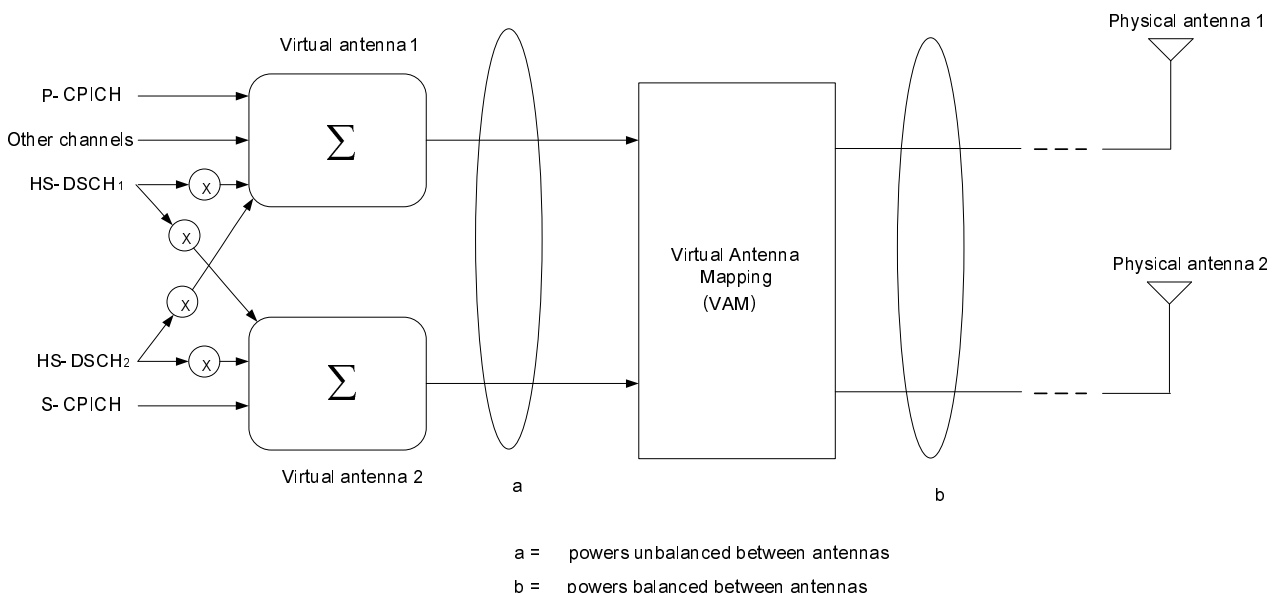 Physical antenna 1
Virtual antenna 1
P- CPICH
Σ
Other channels
HS- DSCH₁
X
X
Virtual Antenna
Mapping
(VAM)
Physical antenna 2
X
HS- DSCH₂
X
Σ
S- CPICH
Virtual antenna 2
a
b
a = powers unbalanced between antennas
b = powers balanced between antennas